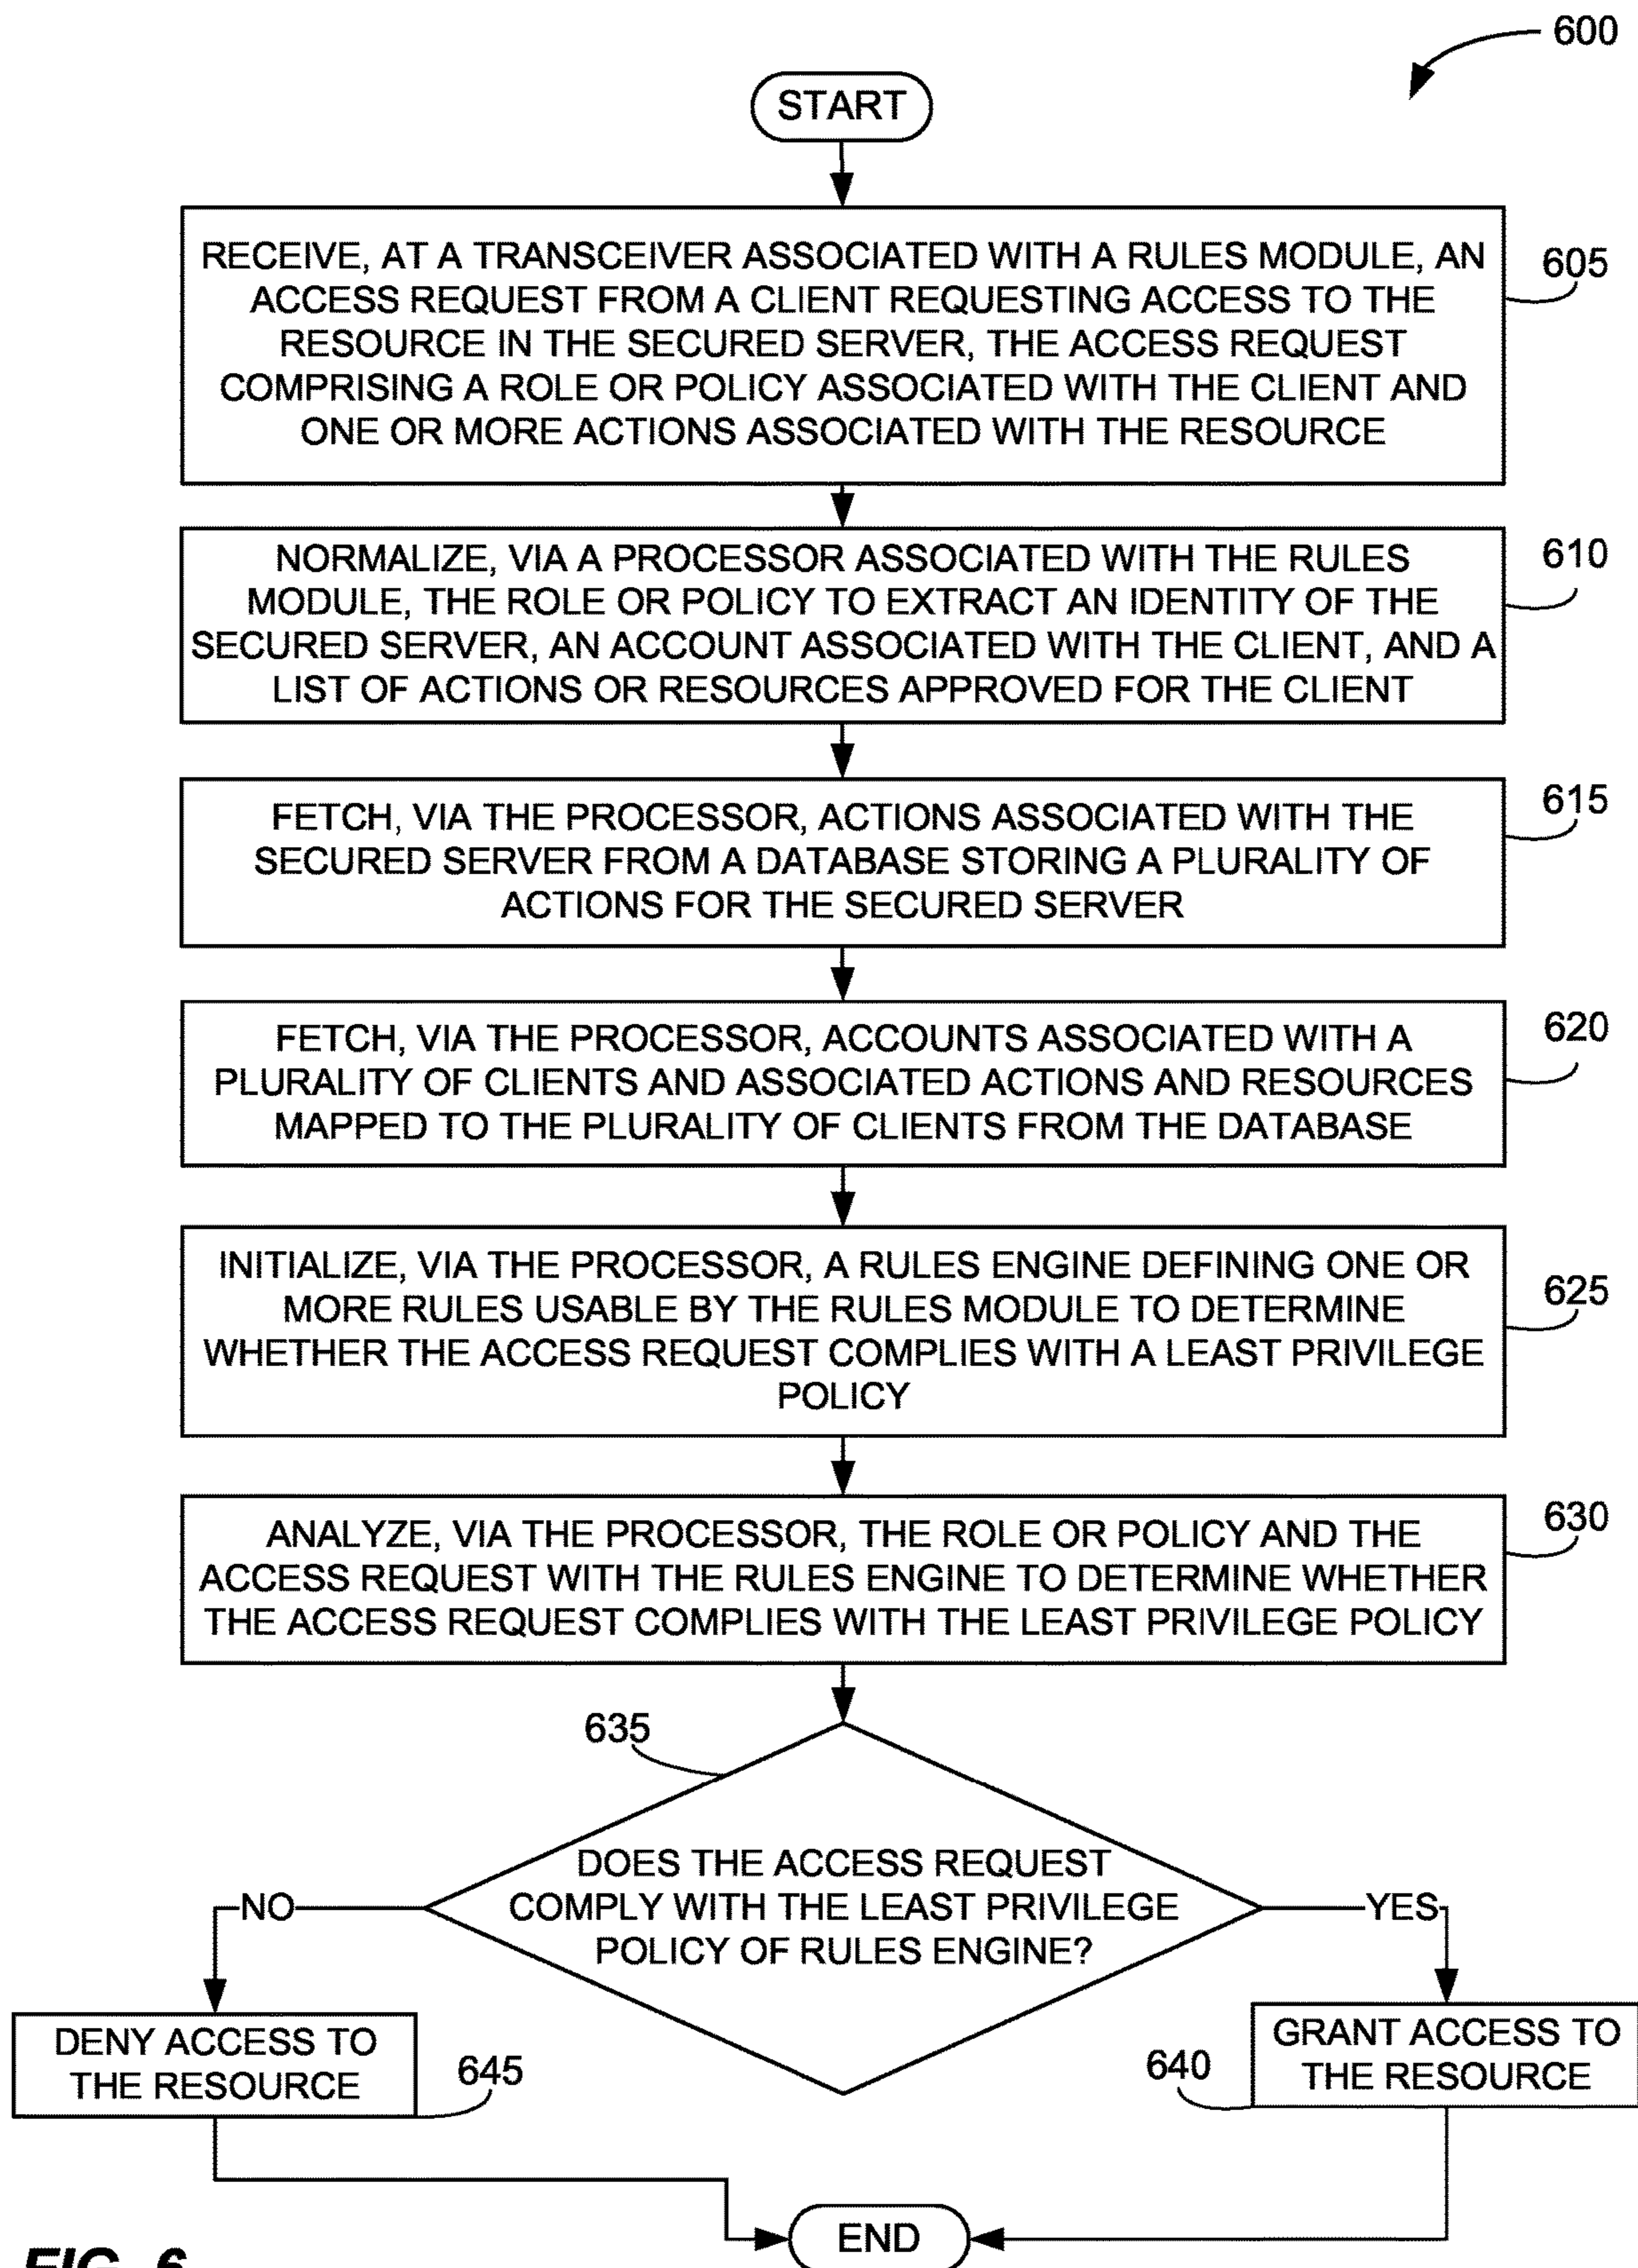 600
START
RECEIVE, AT A TRANSCEIVER ASSOCIATED WITH A RULES MODULE, AN
ACCESS REQUEST FROM A CLIENT REQUESTING ACCESS TO THE
RESOURCE IN THE SECURED SERVER, THE ACCESS REQUEST
COMPRISING A ROLE OR POLICY ASSOCIATED WITH THE CLIENT AND
ONE OR MORE ACTIONS ASSOCIATED WITH THE RESOURCE
605
NORMALIZE, VIA A PROCESSOR ASSOCIATED WITH THE RULES
MODULE, THE ROLE OR POLICY TO EXTRACT AN IDENTITY OF THE
SECURED SERVER, AN ACCOUNT ASSOCIATED WITH THE CLIENT, AND A
LIST OF ACTIONS OR RESOURCES APPROVED FOR THE CLIENT
610
FETCH, VIA THE PROCESSOR, ACTIONS ASSOCIATED WITH THE
SECURED SERVER FROM A DATABASE STORING A PLURALITY OF
ACTIONS FOR THE SECURED SERVER
615
FETCH, VIA THE PROCESSOR, ACCOUNTS ASSOCIATED WITH A
PLURALITY OF CLIENTS AND ASSOCIATED ACTIONS AND RESOURCES
MAPPED TO THE PLURALITY OF CLIENTS FROM THE DATABASE
620
INITIALIZE, VIA THE PROCESSOR, A RULES ENGINE DEFINING ONE OR
MORE RULES USABLE BY THE RULES MODULE TO DETERMINE
WHETHER THE ACCESS REQUEST COMPLIES WITH A LEAST PRIVILEGE
POLICY
625
ANALYZE, VIA THE PROCESSOR, THE ROLE OR POLICY AND THE
ACCESS REQUEST WITH THE RULES ENGINE TO DETERMINE WHETHER
THE ACCESS REQUEST COMPLIES WITH THE LEAST PRIVILEGE POLICY
630
635
DOES THE ACCESS REQUEST
COMPLY WITH THE LEAST PRIVILEGE
POLICY OF RULES ENGINE?
NO
YES
DENY ACCESS TO
THE RESOURCE
645
640
GRANT ACCESS TO
THE RESOURCE
END
FIG. 6